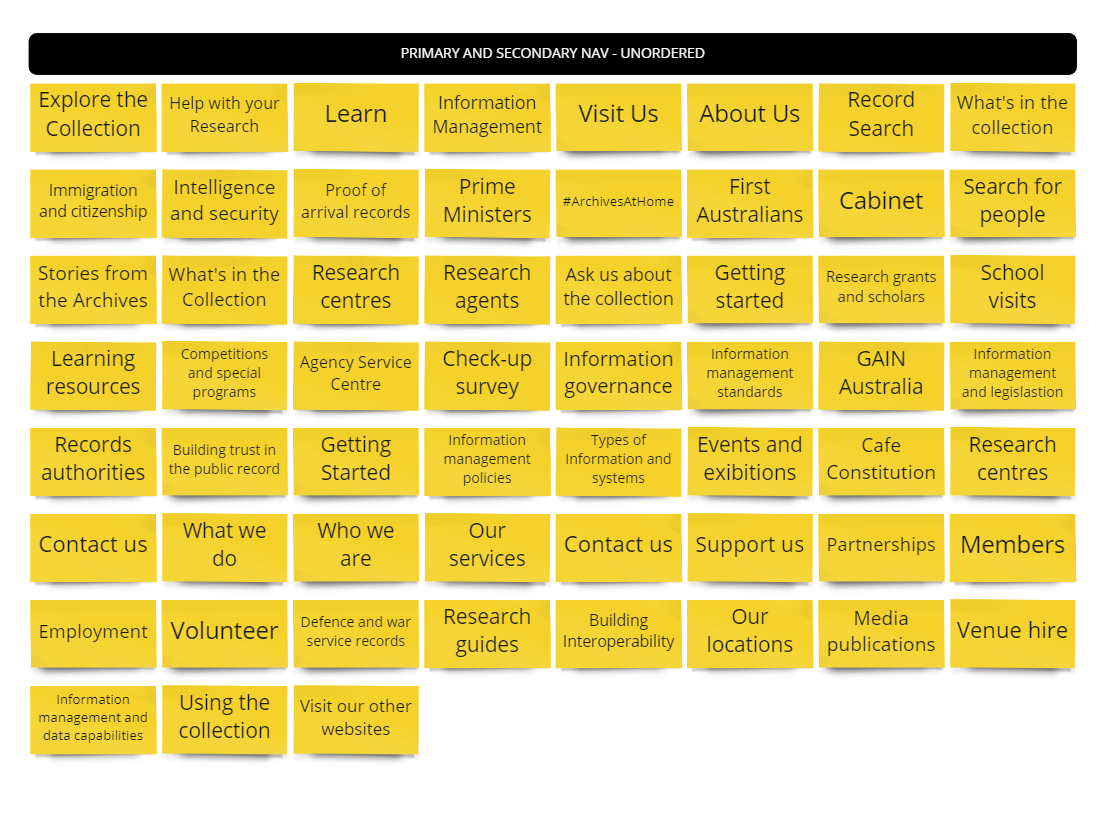 PRIMARY AND SECONDARY NAV - UNORDERED
Explore the
Collection
Help with your
Research
Learn
Information
Management
Visit Us
About Us
Record
Search
What's in the
collection
Immigration
and citizenship
Intelligence
and security
Proof of
arrival records
Prime
Ministers
#ArchivesAtHome
First
Australians
Cabinet
Search for
people
Stories from
the Archives
What's in the
Collection
Research
centres
Research
agents
Ask us about
the collection
Getting
started
Research grants
and scholars
School
visits
Learning
resources
Competitions
and special
programs
Agency Service
Centre
Check-up
survey
Information
governance
Information
management
standards
GAIN
Australia
Information
management
and legislastion
Records
authorities
Building trust in
the public record
Getting
Started
Information
management
policies
Types of
Information and
systems
Events and
exibitions
Cafe
Constitution
Research
centres
Contact us
What we
do
Who we
are
Our
services
Contact us
Support us
Partnerships
Members
Employment
Volunteer
Defence and war
service records
Research
guides
Building
Interoperability
Our
locations
Media
publications
Venue hire
Information
management and
data capabilities
Using the
collection
Visit our other
websites